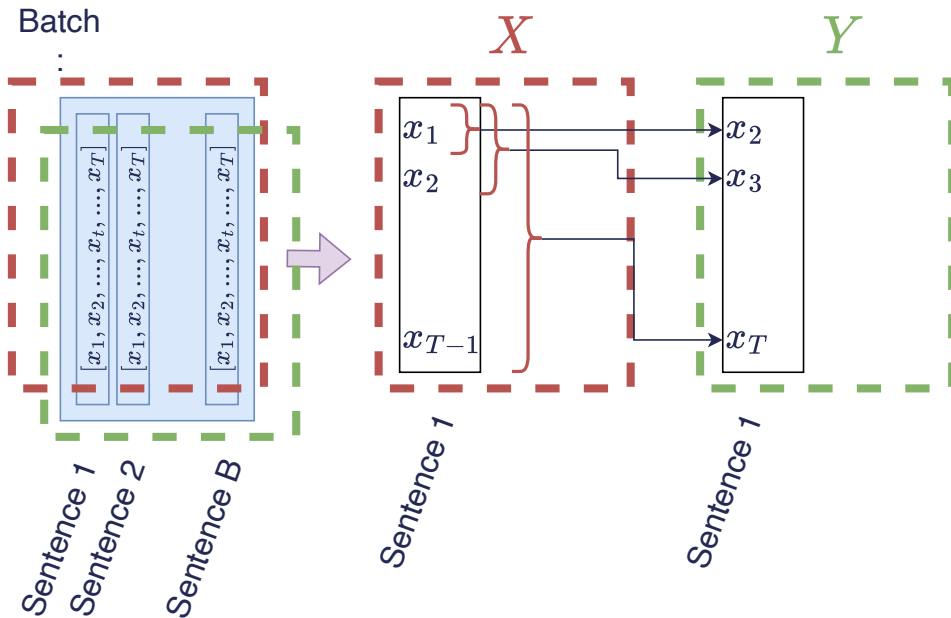 Batch
:
[x_1, x_2, ..., x_t, ..., x_T]
[x_1, x_2, ..., x_t, ..., x_T]
[x_1, x_2, ..., x_t, ..., x_T]
Sentence 1
Sentence 2
Sentence B
X
x_1
x_2
x_{T-1}
Sentence 1
Y
x_2
x_3
x_T
Sentence 1